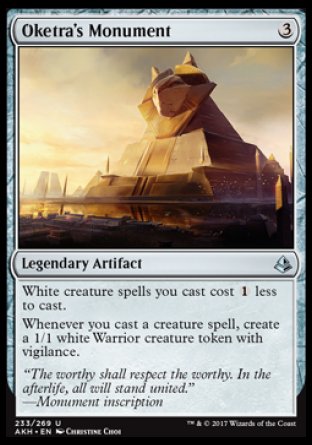 Oketra's Monument 3
Legendary Artifact
White creature spells you cast cost 1 less
to cast.
Whenever you cast a creature spell, create
a 1/1 white Warrior creature token with
vigilance.
"The worthy shall respect the worthy. In the
afterlife, all will stand united."
—Monument inscription
233/269 U
AKH • EN Christine Choi
™ & © 2017 Wizards of the Coast